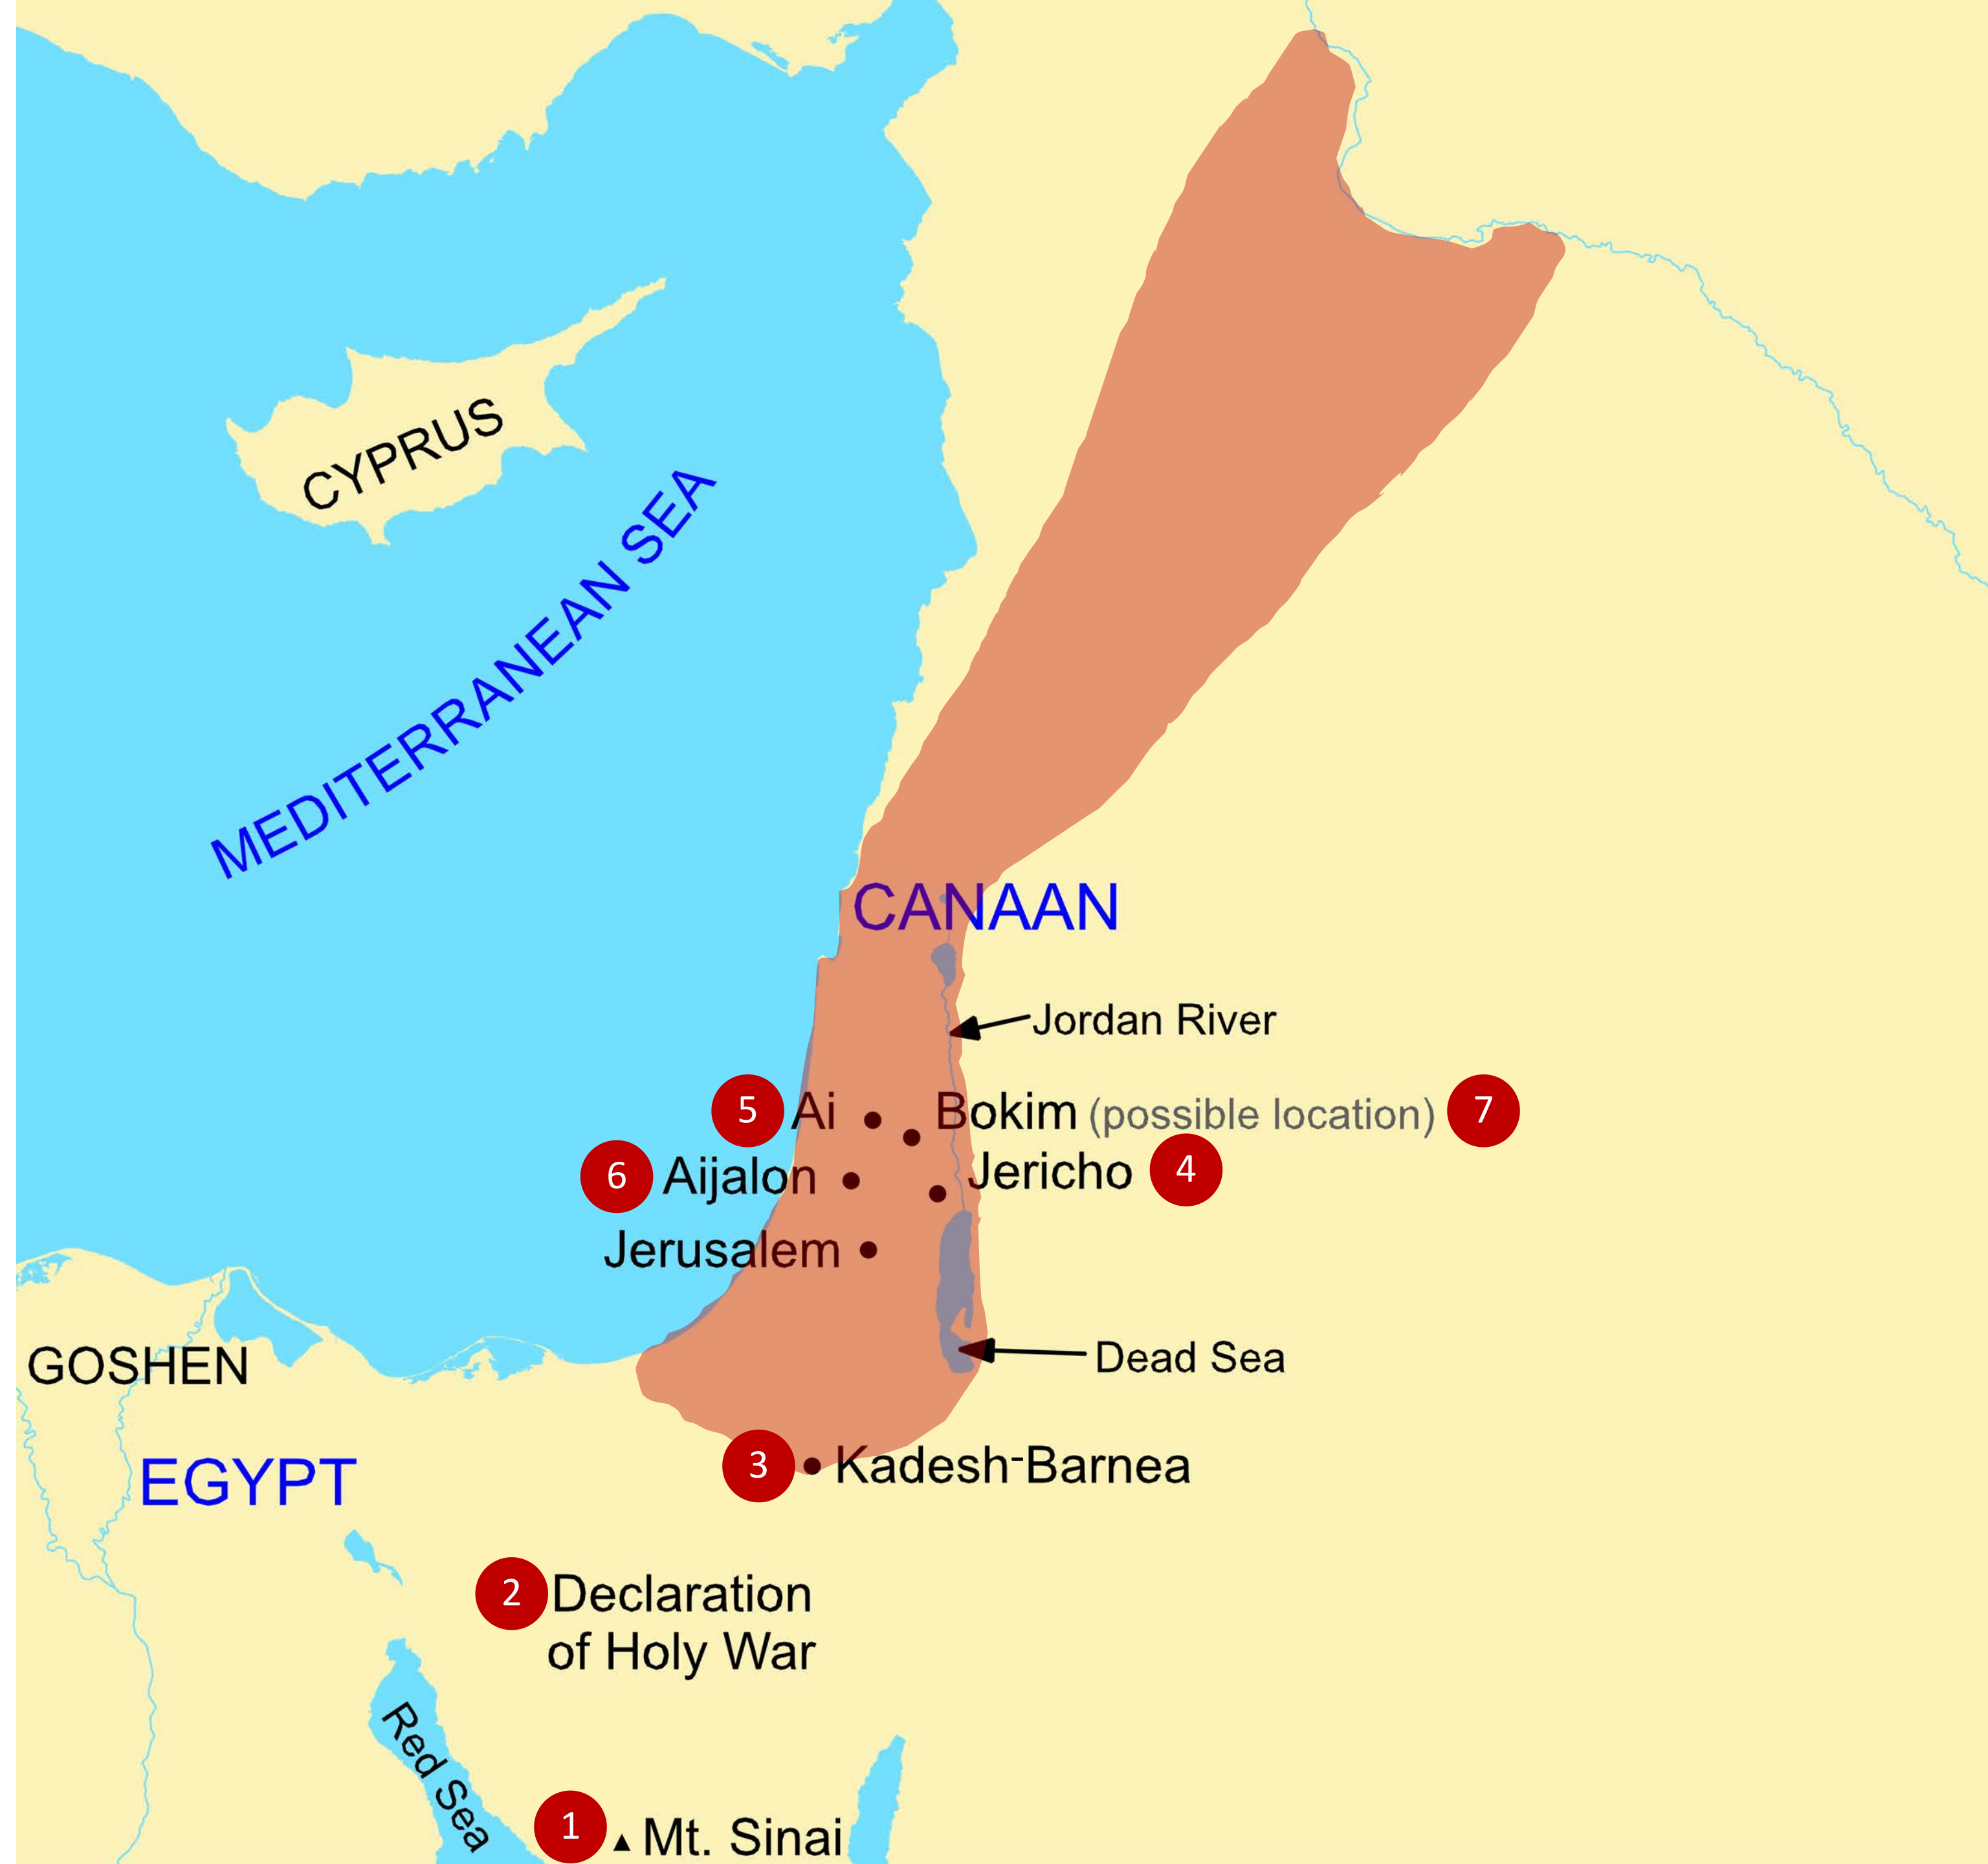 CYPRUS
MEDITERRANEAN SEA
CANAAN
Jordan River
5 Ai
Bokim (possible location) 7
6 Aijalon
Jericho 4
Jerusalem
GOSHEN
Dead Sea
EGYPT
3 Kadesh-Barnea
2 Declaration
of Holy War
Red Sea
1 Mt. Sinai